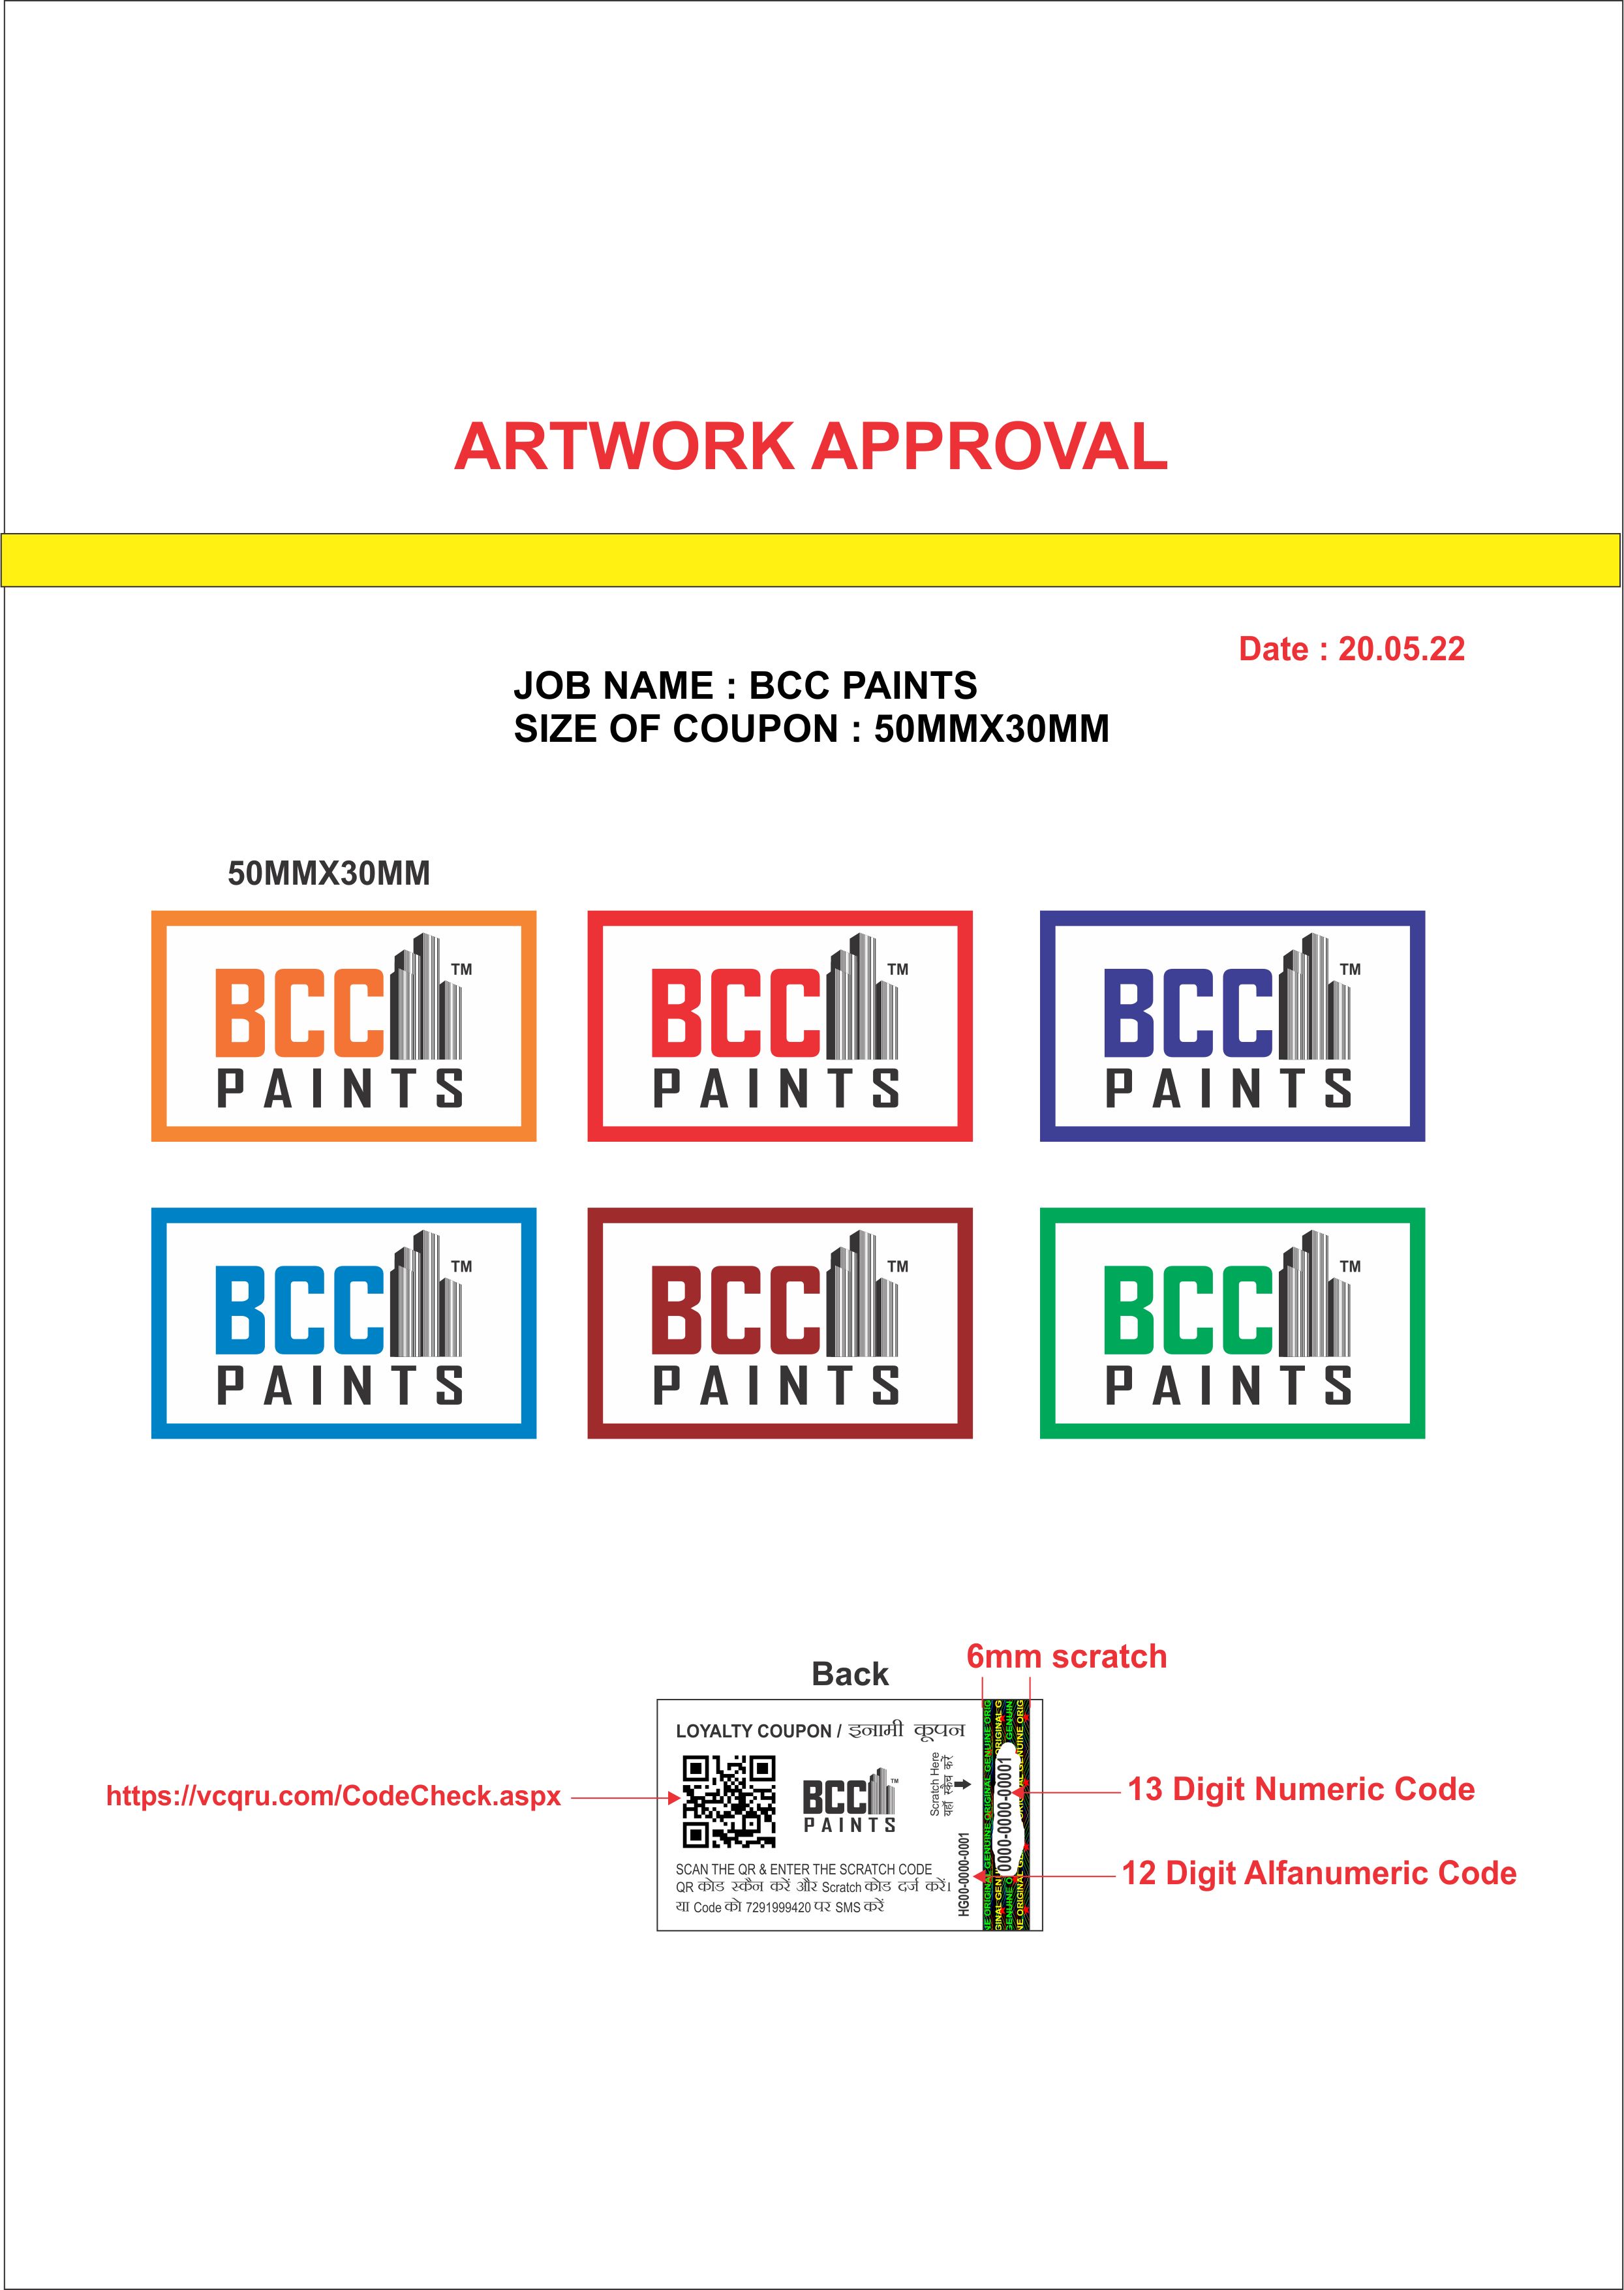 ARTWORK APPROVAL
Date : 20.05.22
JOB NAME : BCC PAINTS
SIZE OF COUPON : 50MMX30MM
50MMX30MM
BCC TM
PAINTS
BCC TM
PAINTS
BCC TM
PAINTS
BCC TM
PAINTS
BCC TM
PAINTS
BCC TM
PAINTS
Back
6mm scratch
LOYALTY COUPON / इनामी कूपन
https://vcqru.com/CodeCheck.aspx
BCC TM
PAINTS
Scratch Here
यहाँ स्क्रैच करें
SCAN THE QR & ENTER THE SCRATCH CODE
QR कोड स्कैन करें और Scratch कोड दर्ज करें।
या Code को 7291999420 पर SMS करें
HG00-0000-0001
NE ORIGINAL GENUINE ORIGINAL GENUINE ORIG
0000-0000-00001
13 Digit Numeric Code
12 Digit Alfanumeric Code